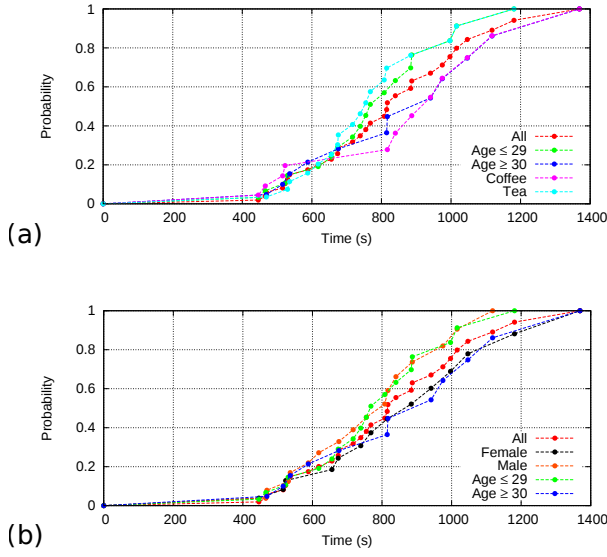 1
0.8
0.6
0.4
0.2
0
Probability
0 200 400 600 800 1000 1200 1400
Time (s)
All
Age ≤ 29
Age ≥ 30
Coffee
Tea
(a)
1
0.8
0.6
0.4
0.2
0
Probability
0 200 400 600 800 1000 1200 1400
Time (s)
All
Female
Male
Age ≤ 29
Age ≥ 30
(b)